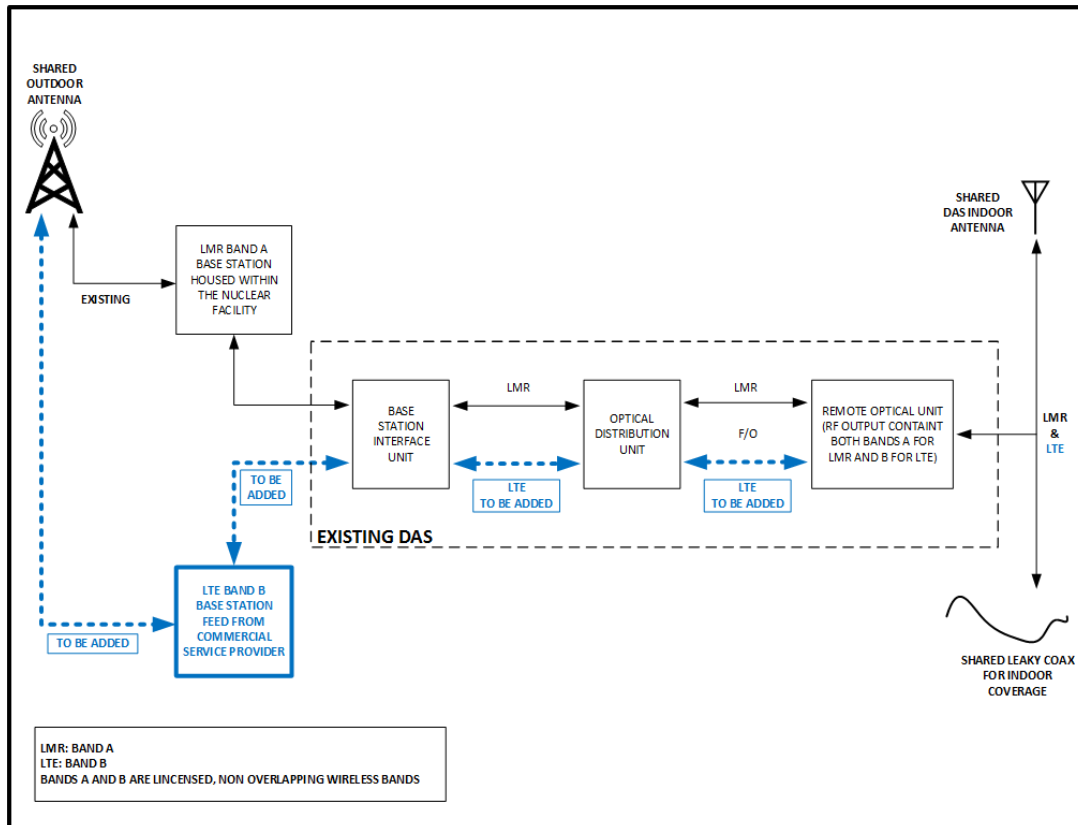 SHARED
OUTDOOR
ANTENNA
LMR BAND A
BASE STATION
HOUSED WITHIN
THE NUCLEAR
FACILITY
EXISTING
SHARED
DAS INDOOR
ANTENNA
BASE
STATION
INTERFACE
UNIT
LMR
OPTICAL
DISTRIBUTION
UNIT
LMR
F/O
REMOTE OPTICAL UNIT
(RF OUTPUT CONTAINT
BOTH BANDS A FOR
LMR AND B FOR LTE)
LMR
&
LTE
TO BE
ADDED
LTE
TO BE ADDED
LTE
TO BE ADDED
EXISTING DAS
LTE BAND B
BASE STATION
FEED FROM
COMMERCIAL
SERVICE PROVIDER
TO BE ADDED
SHARED LEAKY COAX
FOR INDOOR
COVERAGE
LMR: BAND A
LTE: BAND B
BANDS A AND B ARE LINCENSED, NON OVERLAPPING WIRELESS BANDS